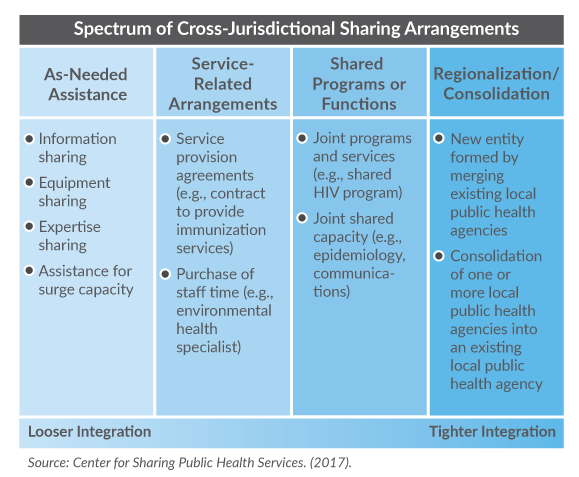 Spectrum of Cross-Jurisdictional Sharing Arrangements
As-Needed
Assistance
Information
sharing
Equipment
sharing
Expertise
sharing
Assistance for
surge capacity
Service-
Related
Arrangements
Service
provision
agreements
(e.g., contract
to provide
immunization
services)
Purchase of
staff time (e.g.,
environmental
health
specialist)
Shared
Programs or
Functions
Joint programs
and services
(e.g., shared
HIV program)
Joint shared
capacity (e.g.,
epidemiology,
communica-
tions)
Regionalization/
Consolidation
New entity
formed by
merging
existing local
public health
agencies
Consolidation
of one or
more local
public health
agencies into
an existing
local public
health agency
Looser Integration
Tighter Integration
Source: Center for Sharing Public Health Services. (2017).